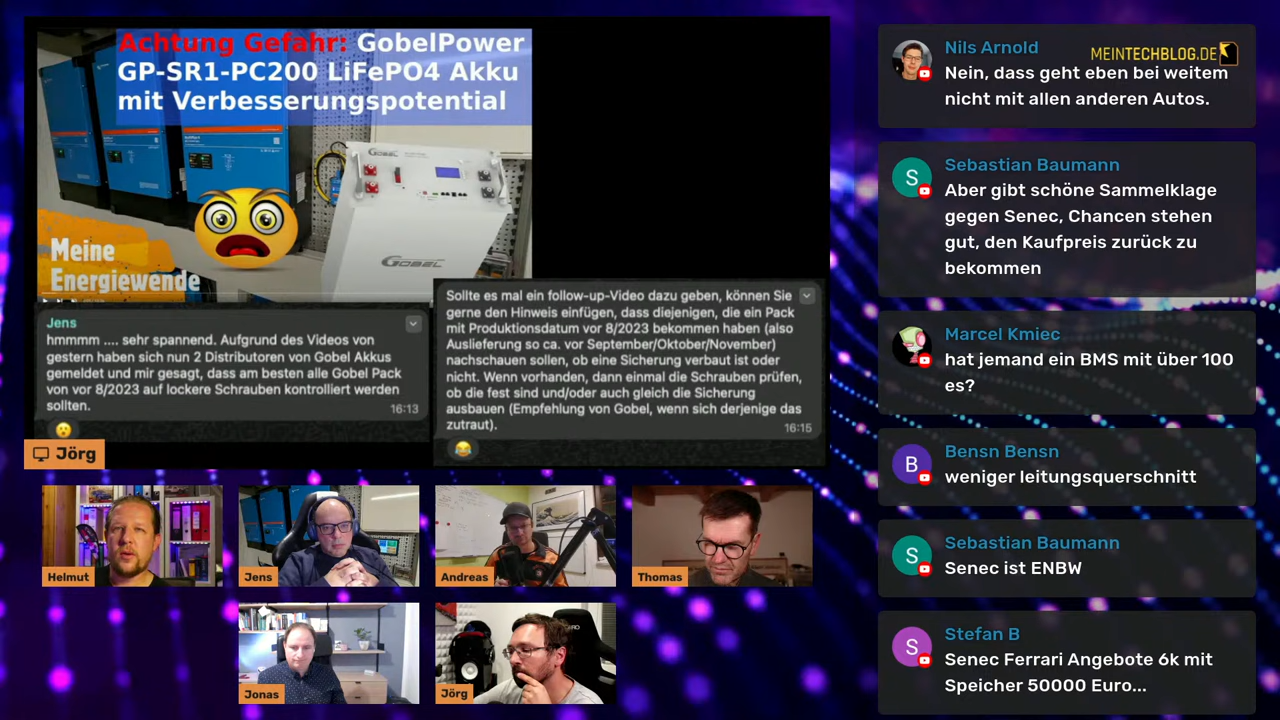 Achtung Gefahr: GobelPower
GP-SR1-PC200 LiFePO4 Akku
mit Verbesserungspotential
GOBEL
GOBEL
Meine
Energiewende
Jens
hmmmm .... sehr spannend. Aufgrund des Videos von
gestern haben sich nun 2 Distributoren von Gobel Akkus
gemeldet und mir gesagt, dass am besten alle Gobel Pack
von vor 8/2023 auf lockere Schrauben kontrolliert werden
sollten.
16:13
Sollte es mal ein follow-up-Video dazu geben, können Sie
gerne den Hinweis einfügen, dass diejenigen, die ein Pack
mit Produktionsdatum vor 8/2023 bekommen haben (also
Auslieferung so ca. vor September/Oktober/November)
nachschauen sollen, ob eine Sicherung verbaut ist oder
nicht. Wenn vorhanden, dann einmal die Schrauben prüfen,
ob die fest sind und/oder auch gleich die Sicherung
ausbauen (Empfehlung von Gobel, wenn sich derjenige das
zutraut).
16:15
Jörg
Helmut
Jens
Andreas
Thomas
Jonas
Jörg
MEINTECHBLOG.DE
Nils Arnold
Nein, dass geht eben bei weitem
nicht mit allen anderen Autos.
S
Sebastian Baumann
Aber gibt schöne Sammelklage
gegen Senec, Chancen stehen
gut, den Kaufpreis zurück zu
bekommen
Marcel Kmiec
hat jemand ein BMS mit über 100
es?
B
Bensn Bensn
weniger leitungsquerschnitt
S
Sebastian Baumann
Senec ist ENBW
S
Stefan B
Senec Ferrari Angebote 6k mit
Speicher 50000 Euro...